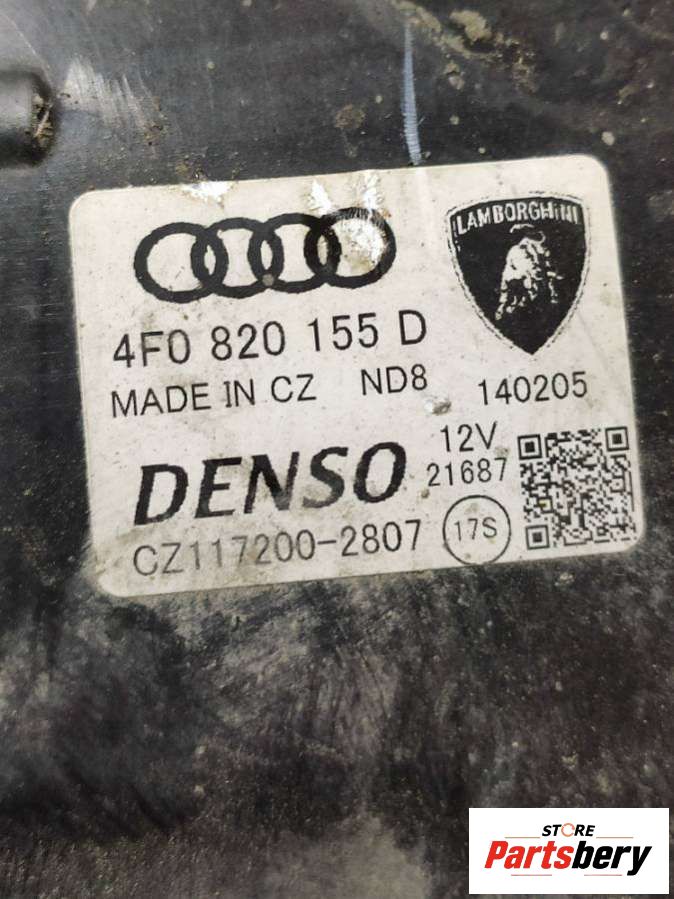 LAMBORGHINI
4F0 820 155 D
MADE IN CZ ND8 140205
DENSO 12V
21687
CZ117200-2807 17S
STORE
Partsbery